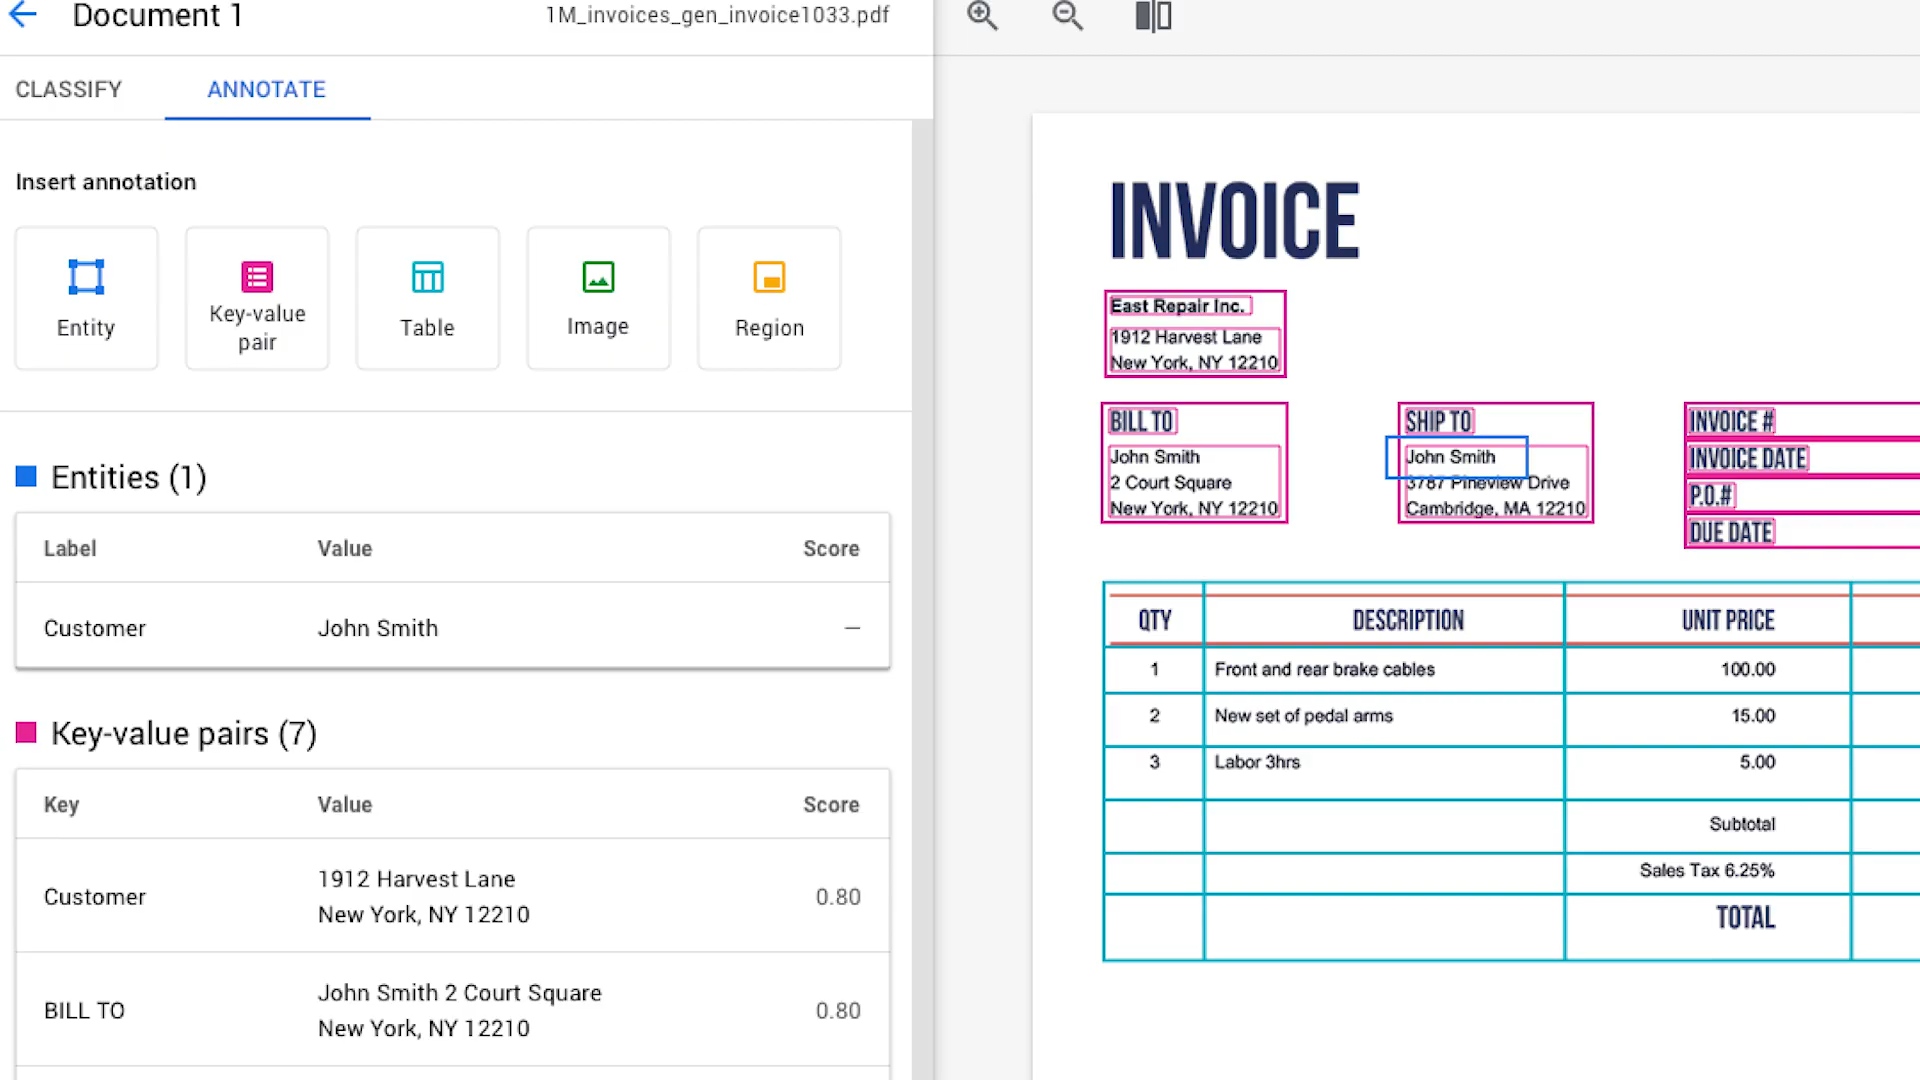 Document 1
1M_invoices_gen_invoice1033.pdf
CLASSIFY
ANNOTATE
Insert annotation
Entity
Key-value
pair
Table
Image
Region
Entities (1)
Label Value Score
Customer John Smith —
Key-value pairs (7)
Key Value Score
Customer
1912 Harvest Lane
New York, NY 12210
0.80
BILL TO
John Smith 2 Court Square
New York, NY 12210
0.80
INVOICE
East Repair Inc.
1912 Harvest Lane
New York, NY 12210
BILL TO
John Smith
2 Court Square
New York, NY 12210
SHIP TO
John Smith
3787 Pineview Drive
Cambridge, MA 12210
INVOICE #
INVOICE DATE
P.O.#
DUE DATE
QTY DESCRIPTION UNIT PRICE
1 Front and rear brake cables 100.00
2 New set of pedal arms 15.00
3 Labor 3hrs 5.00
Subtotal
Sales Tax 6.25%
TOTAL